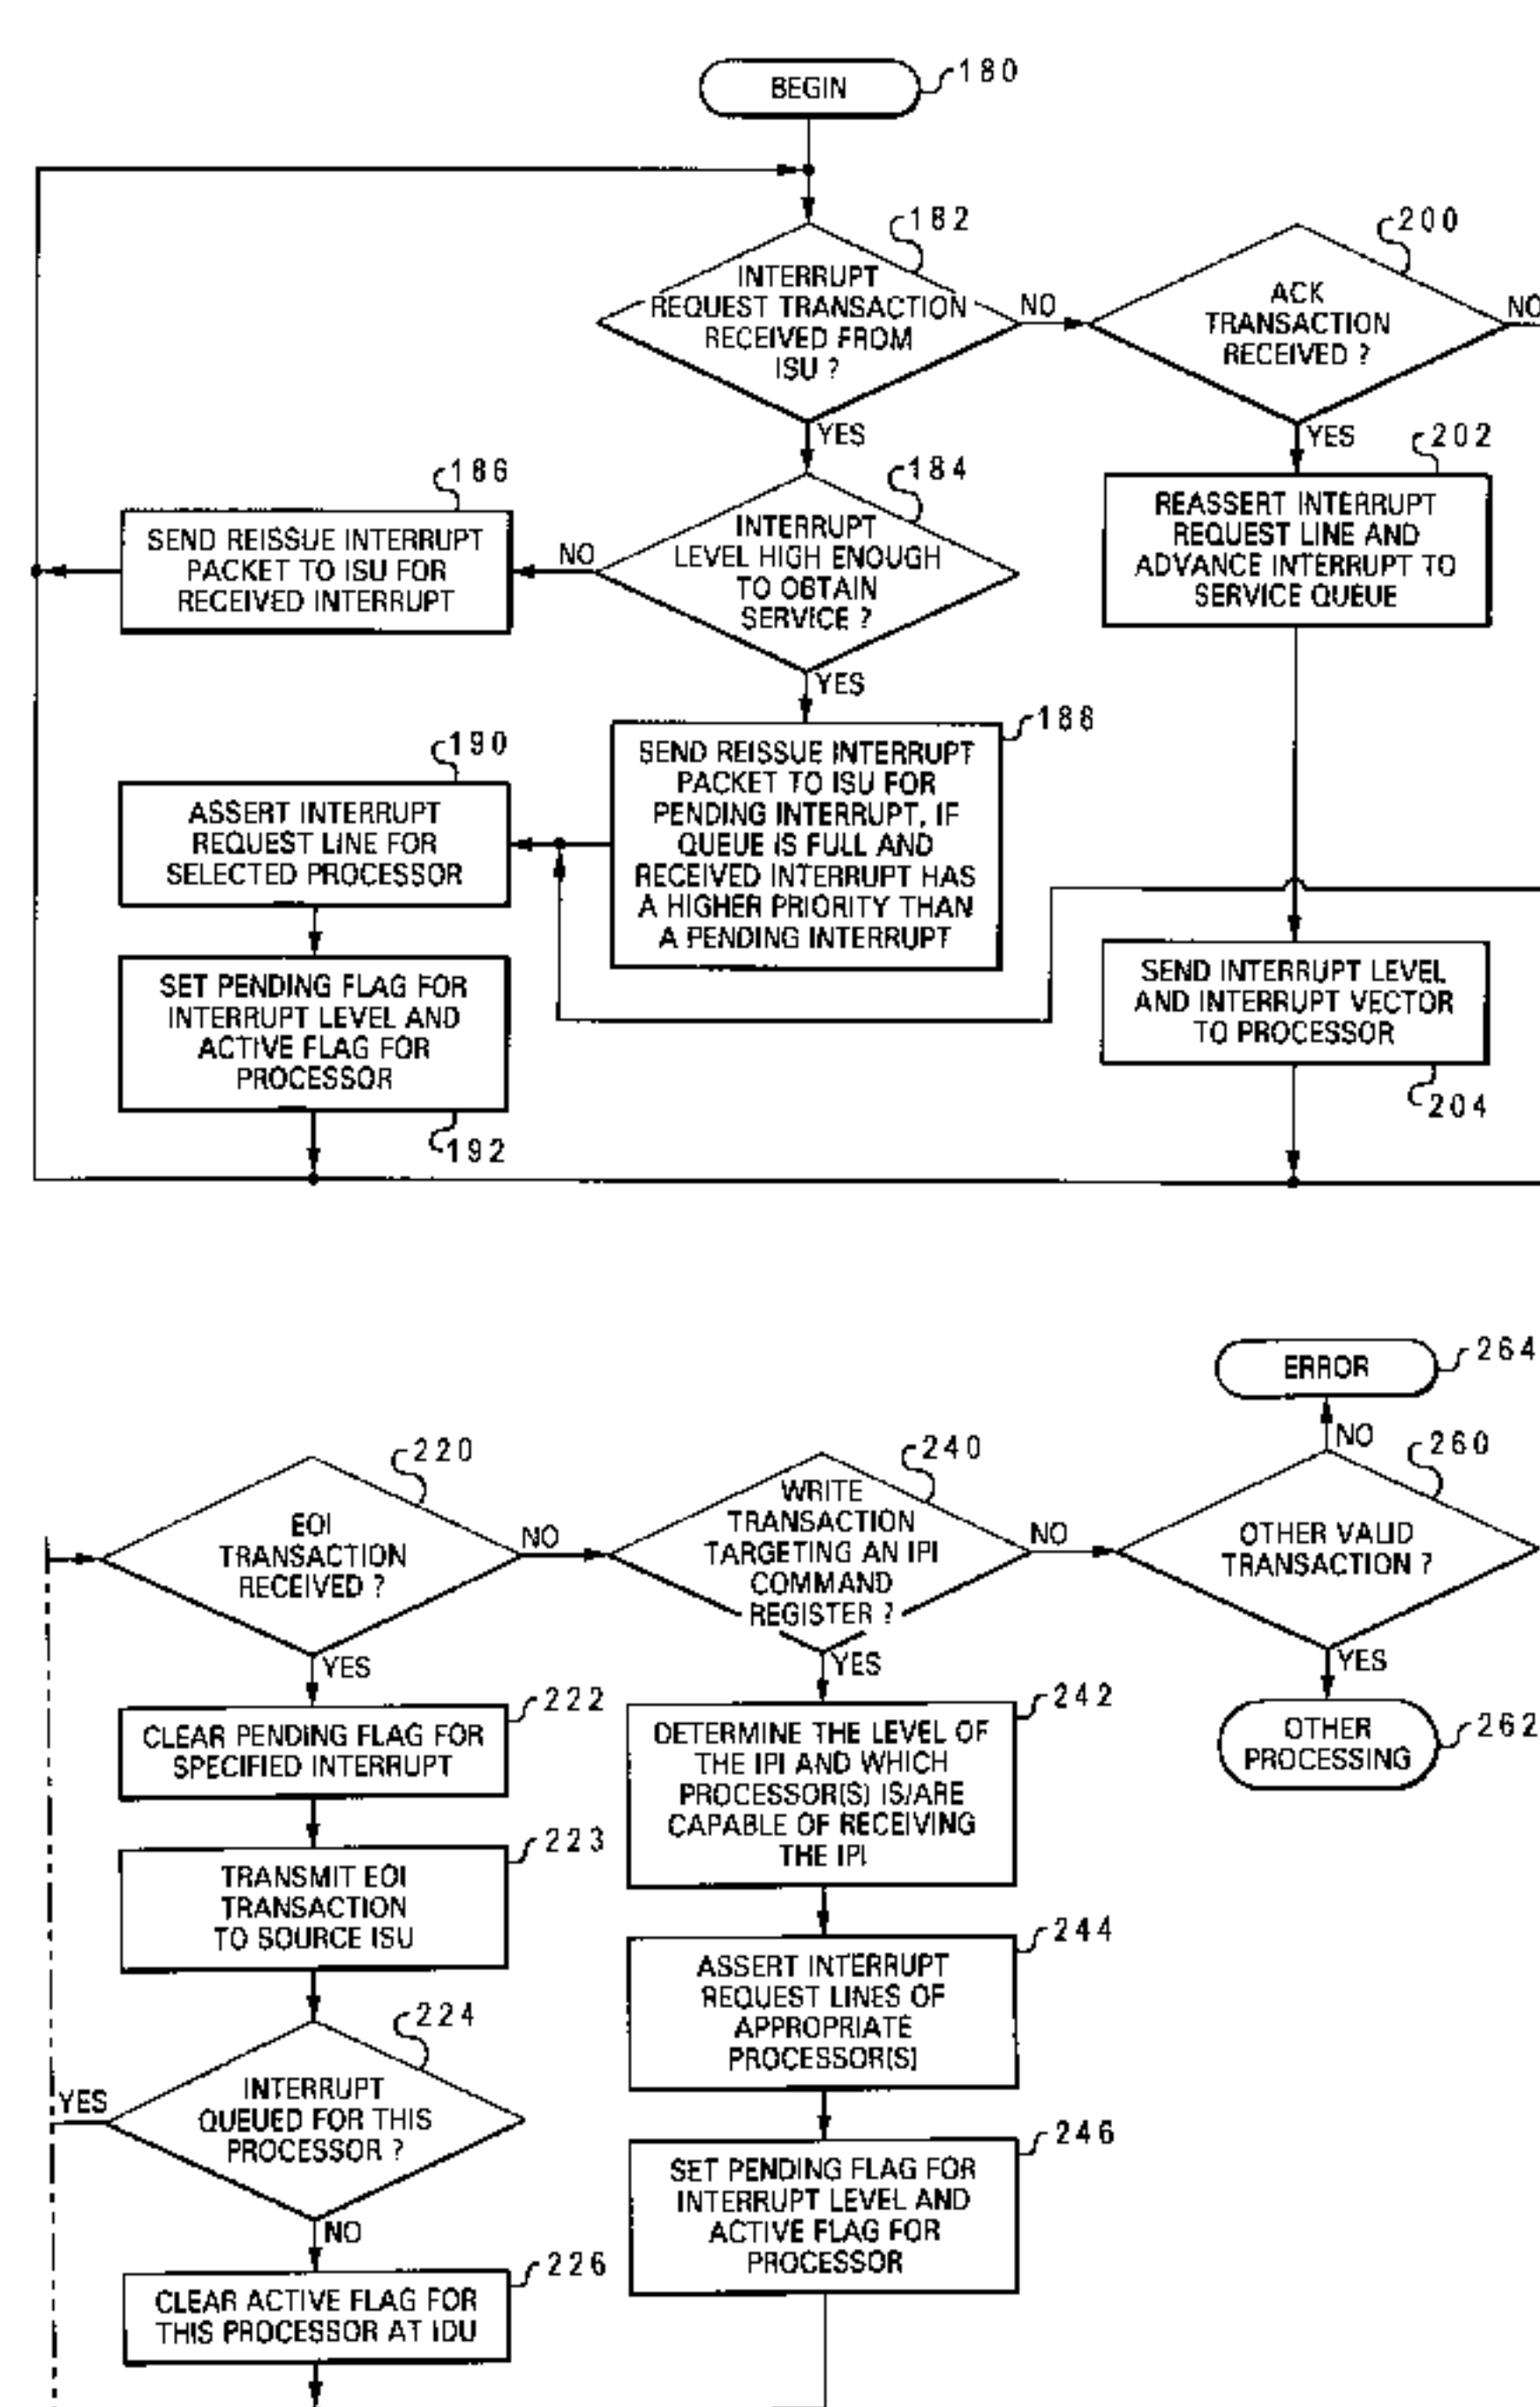 BEGIN
180
182
INTERRUPT
REQUEST TRANSACTION
RECEIVED FROM
ISU ?
NO
YES
200
ACK
TRANSACTION
RECEIVED ?
NO
YES
184
INTERRUPT
LEVEL HIGH ENOUGH
TO OBTAIN
SERVICE ?
NO
YES
186
SEND REISSUE INTERRUPT
PACKET TO ISU FOR
RECEIVED INTERRUPT
202
REASSERT INTERRUPT
REQUEST LINE AND
ADVANCE INTERRUPT TO
SERVICE QUEUE
188
SEND REISSUE INTERRUPT
PACKET TO ISU FOR
PENDING INTERRUPT, IF
QUEUE IS FULL AND
RECEIVED INTERRUPT HAS
A HIGHER PRIORITY THAN
A PENDING INTERRUPT
190
ASSERT INTERRUPT
REQUEST LINE FOR
SELECTED PROCESSOR
SET PENDING FLAG FOR
INTERRUPT LEVEL AND
ACTIVE FLAG FOR
PROCESSOR
192
SEND INTERRUPT LEVEL
AND INTERRUPT VECTOR
TO PROCESSOR
204
ERROR
264
220
EOI
TRANSACTION
RECEIVED ?
NO
YES
240
WRITE
TRANSACTION
TARGETING AN IPI
COMMAND
REGISTER ?
NO
YES
260
NO
OTHER VALID
TRANSACTION ?
YES
222
CLEAR PENDING FLAG FOR
SPECIFIED INTERRUPT
242
DETERMINE THE LEVEL OF
THE IPI AND WHICH
PROCESSOR(S) IS/ARE
CAPABLE OF RECEIVING
THE IPI
OTHER
PROCESSING
262
223
TRANSMIT EOI
TRANSACTION
TO SOURCE ISU
244
ASSERT INTERRUPT
REQUEST LINES OF
APPROPRIATE
PROCESSOR(S)
224
YES
INTERRUPT
QUEUED FOR THIS
PROCESSOR ?
NO
246
SET PENDING FLAG FOR
INTERRUPT LEVEL AND
ACTIVE FLAG FOR
PROCESSOR
226
CLEAR ACTIVE FLAG FOR
THIS PROCESSOR AT IDU